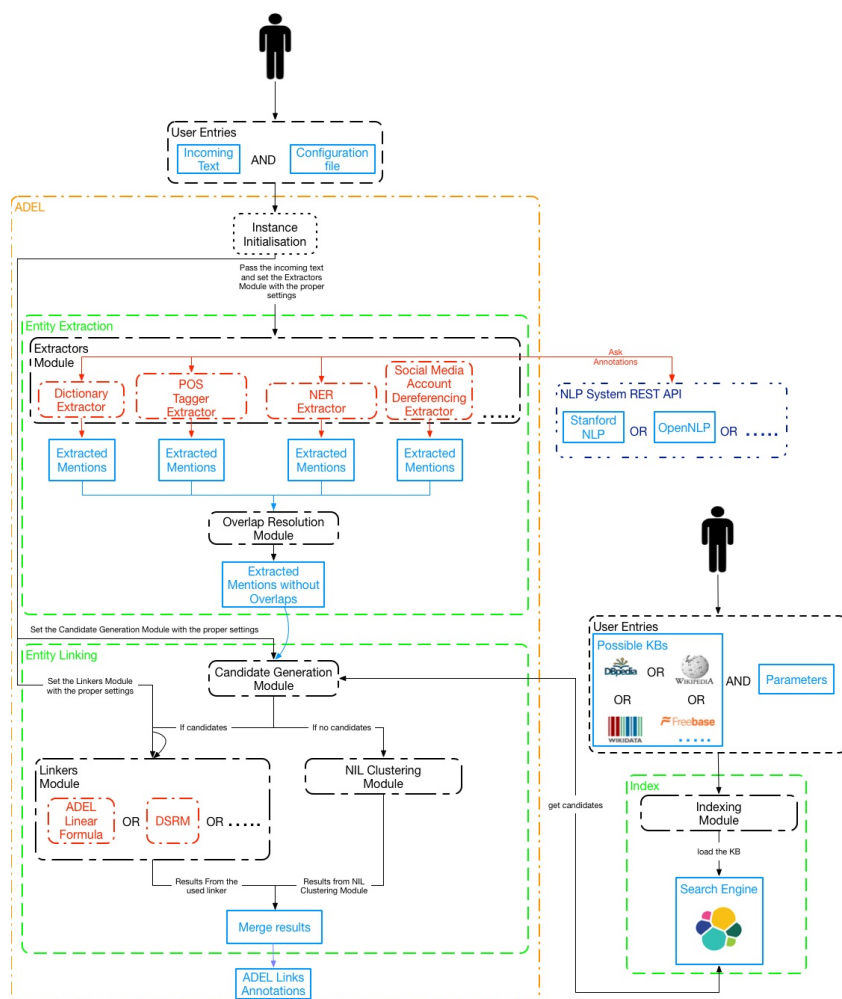 User Entries
Incoming
Text
AND
Configuration
file
ADEL
Instance
Initialisation
Pass the incoming text
and set the Extractors
Module with the proper
settings
Entity Extraction
Extractors
Module
Dictionary
Extractor
POS
Tagger
Extractor
NER
Extractor
Social Media
Account
Dereferencing
Extractor
.....
Ask
Annotations
NLP System REST API
Stanford
NLP
OR
OpenNLP
OR
.....
Extracted
Mentions
Extracted
Mentions
Extracted
Mentions
Extracted
Mentions
Overlap Resolution
Module
Extracted
Mentions without
Overlaps
Set the Candidate Generation Module with the proper settings
Entity Linking
Candidate Generation
Module
Set the Linkers Module
with the proper settings
If candidates
If no candidates
Linkers
Module
ADEL
Linear
Formula
OR
DSRM
OR
.....
NIL Clustering
Module
Results From the
used linker
Results from NIL
Clustering Module
Merge results
ADEL Links
Annotations
get candidates
User Entries
Possible KBs
DBpedia
OR
WIKIPEDIA
OR
OR
WIKIDATA
Freebase
.....
AND
Parameters
Index
Indexing
Module
load the KB
Search Engine